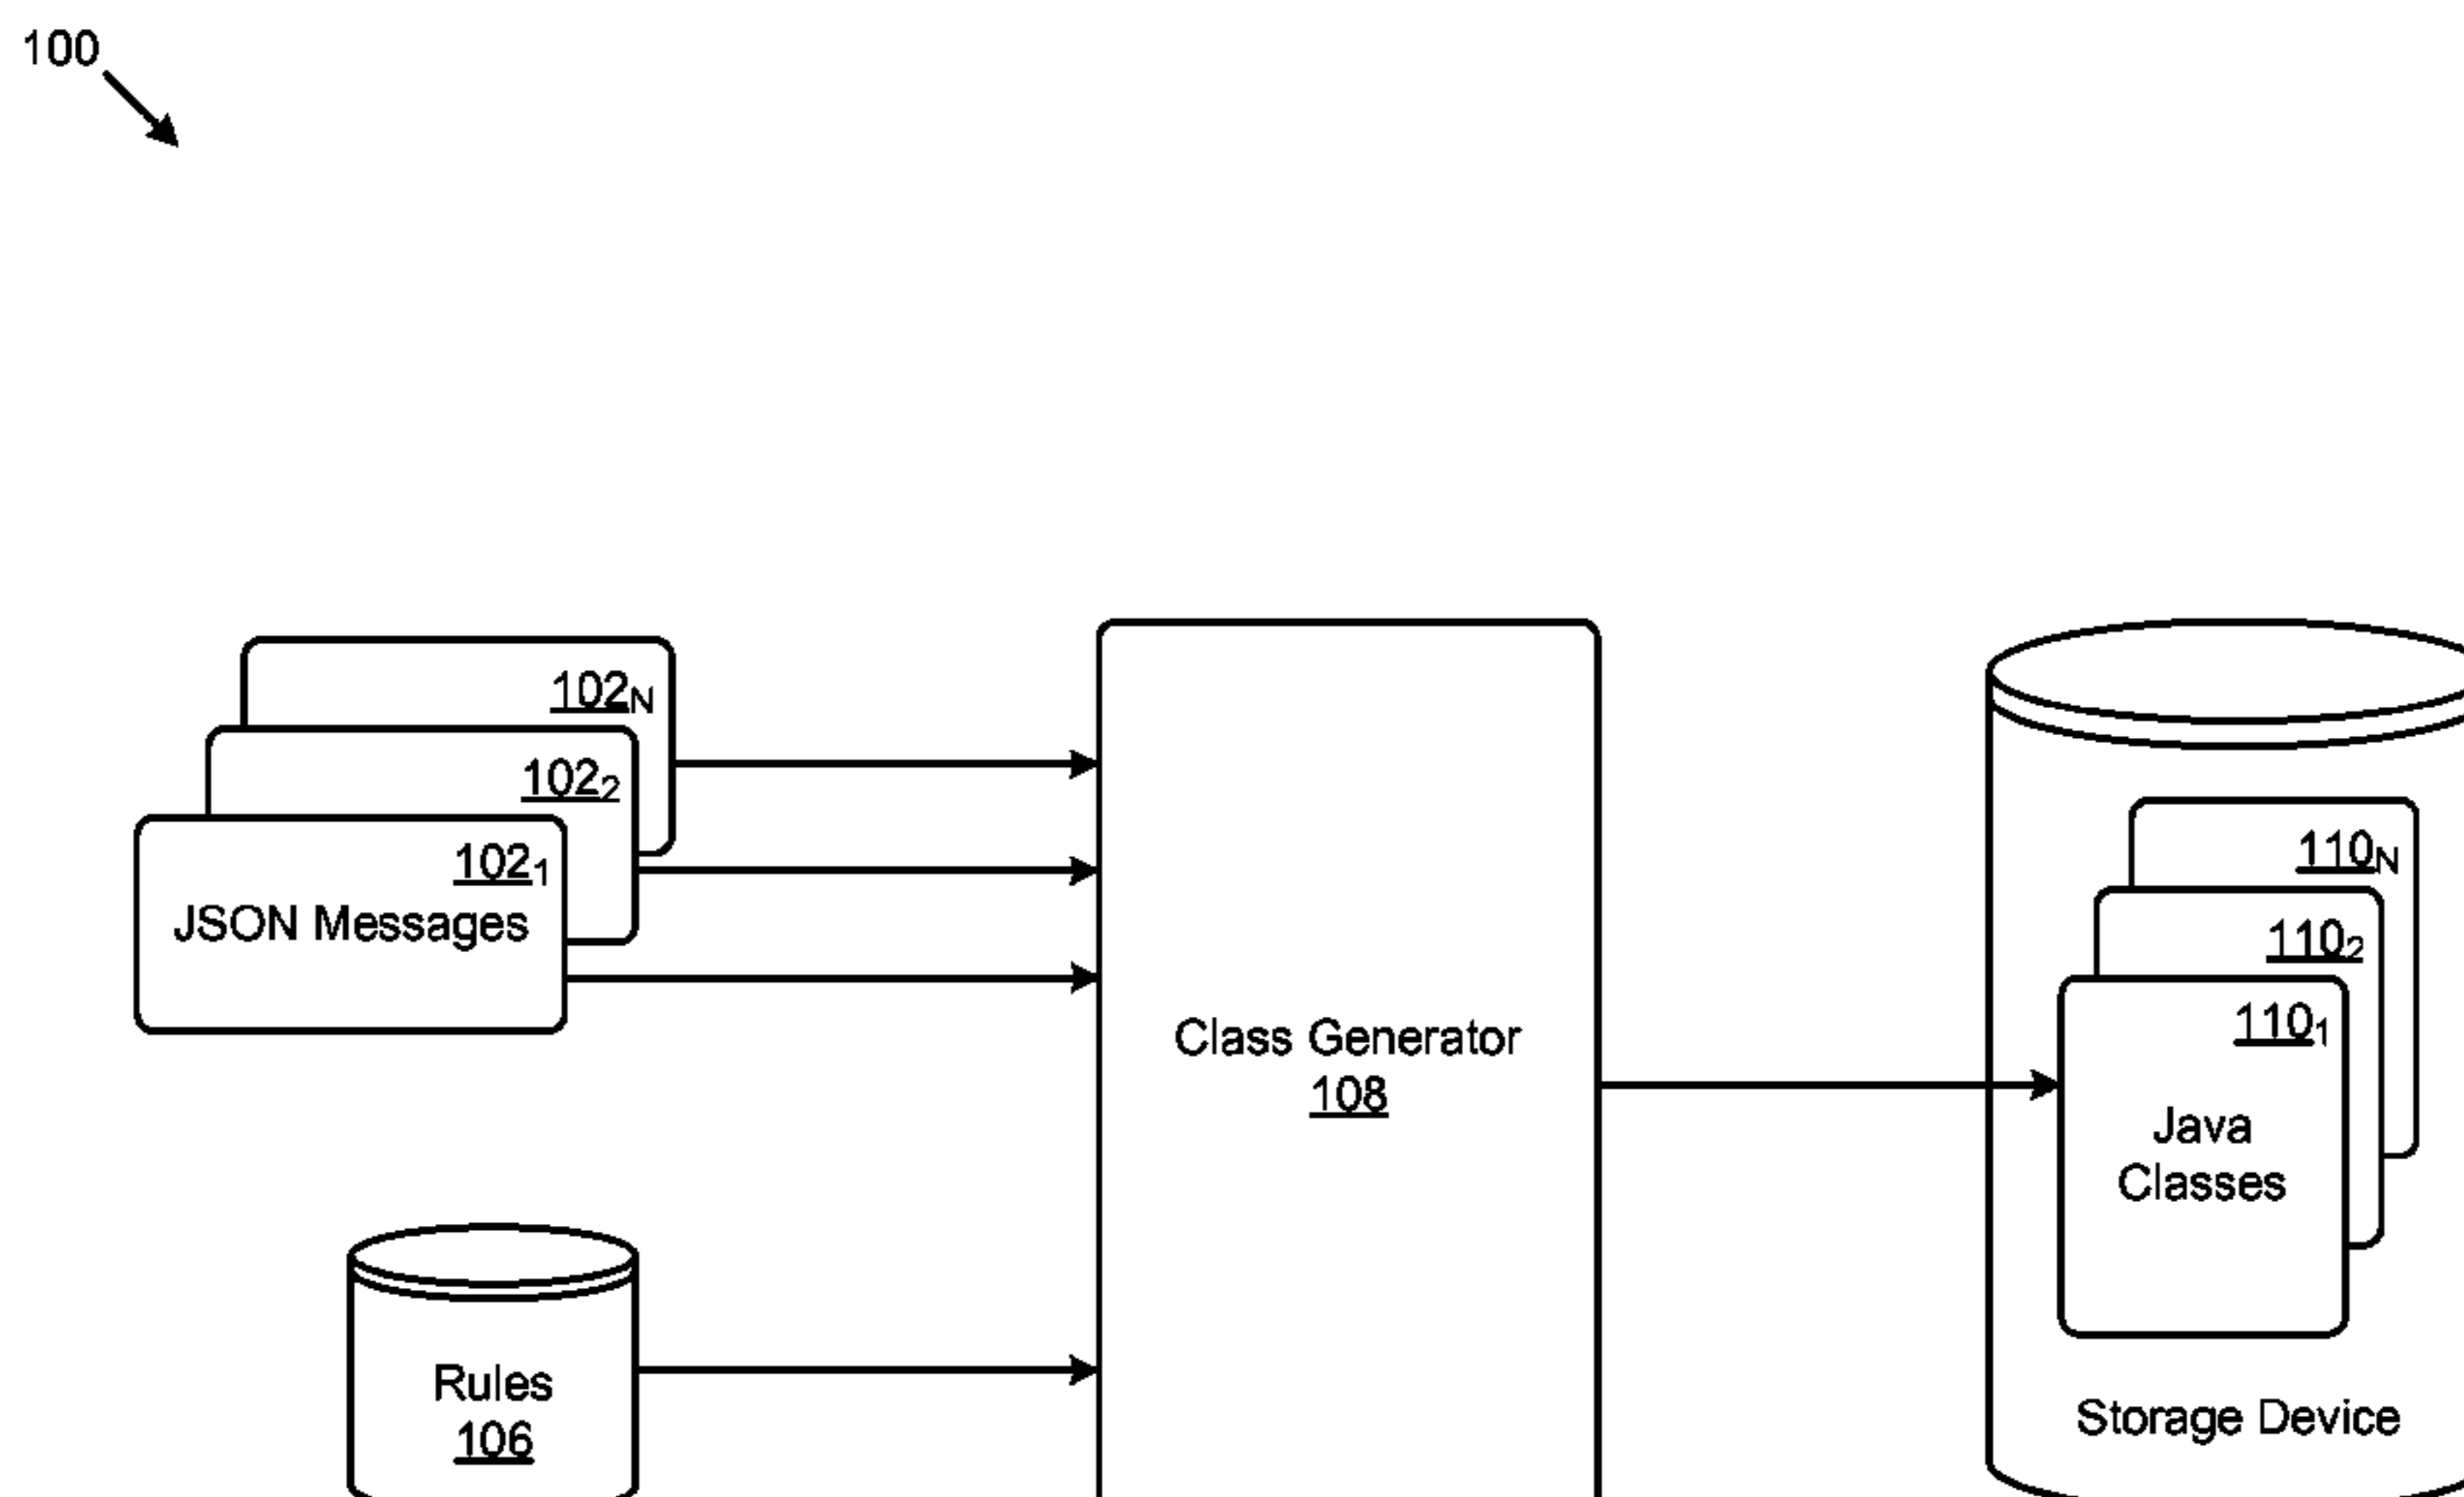 100
102N
1022
1021
JSON Messages
Class Generator
108
110N
1102
1101
Java
Classes
Rules
106
Storage Device